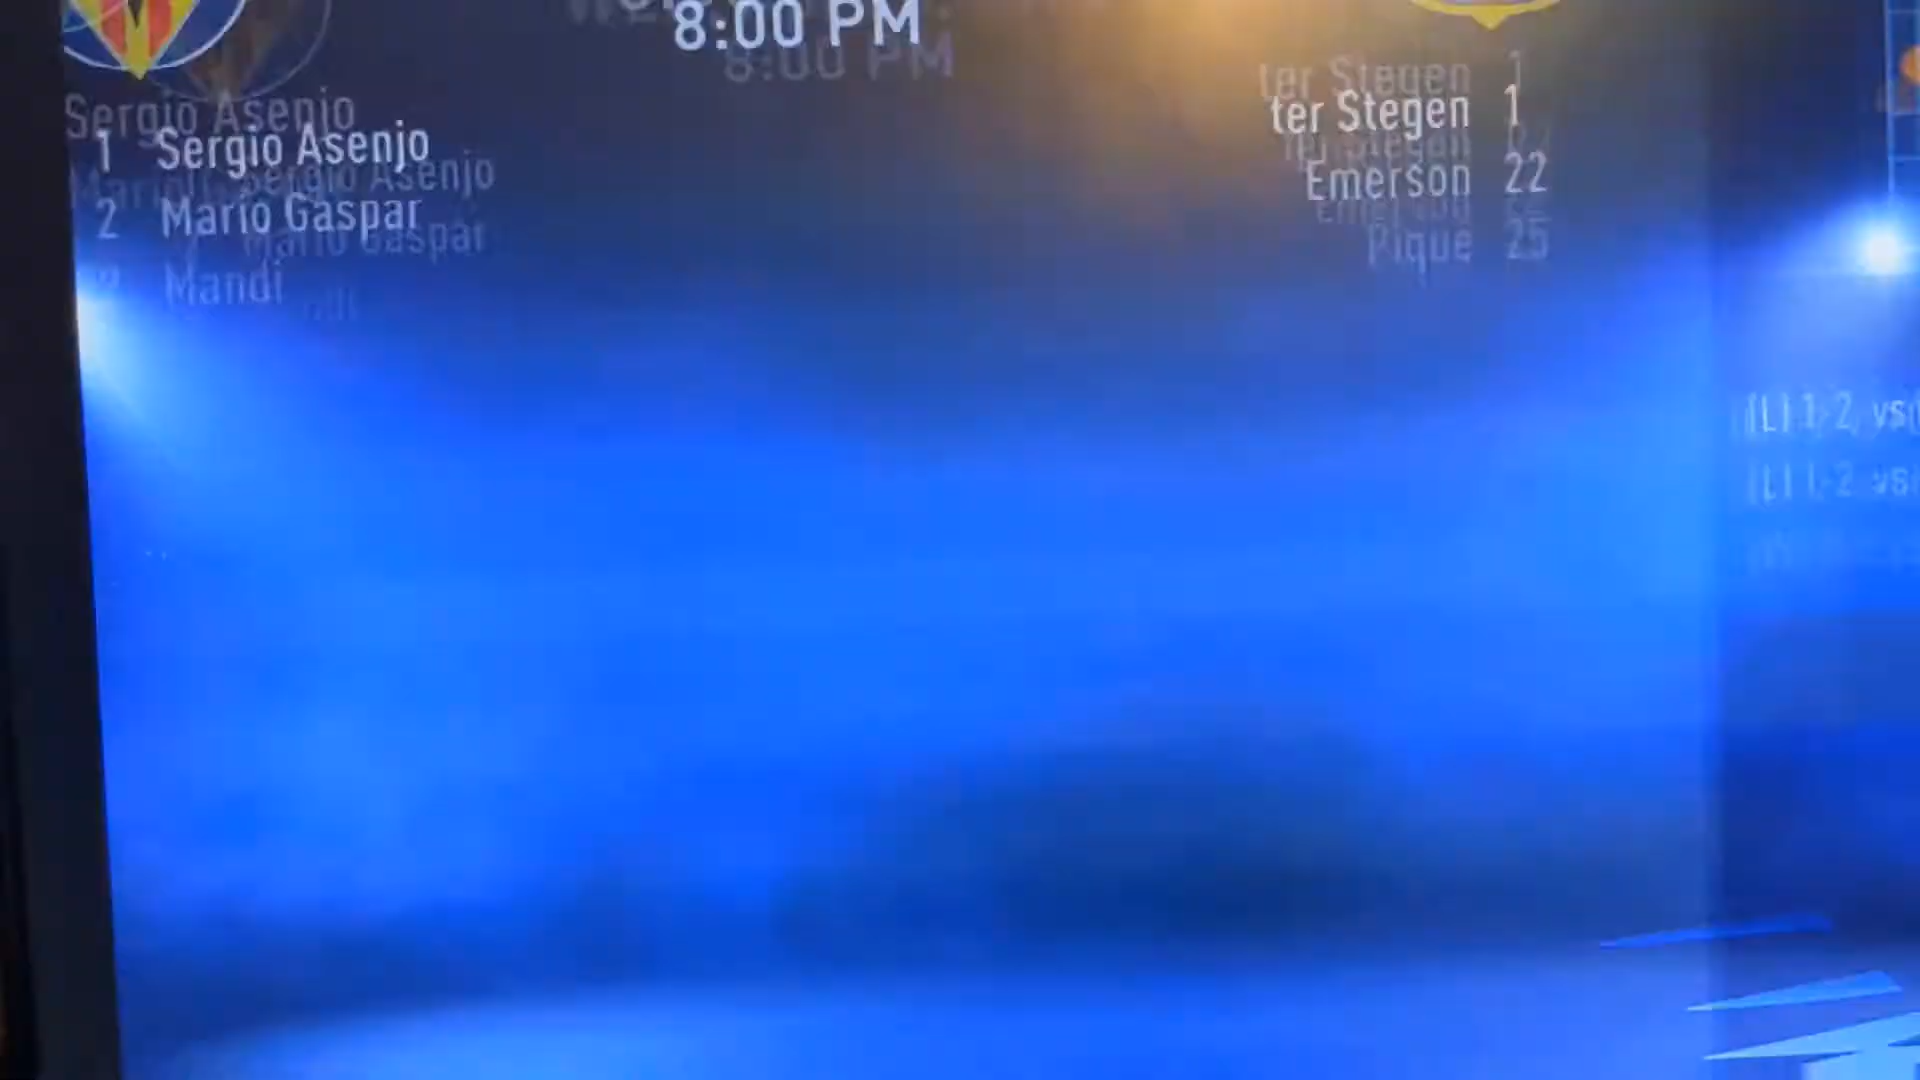 8:00 PM
1 Sergio Asenjo
2 Mario Gaspar
Mandi
ter Stegen 1
Emerson 22
Pique 25
(L) 1-2 vs(
(L) 1-2 vs(